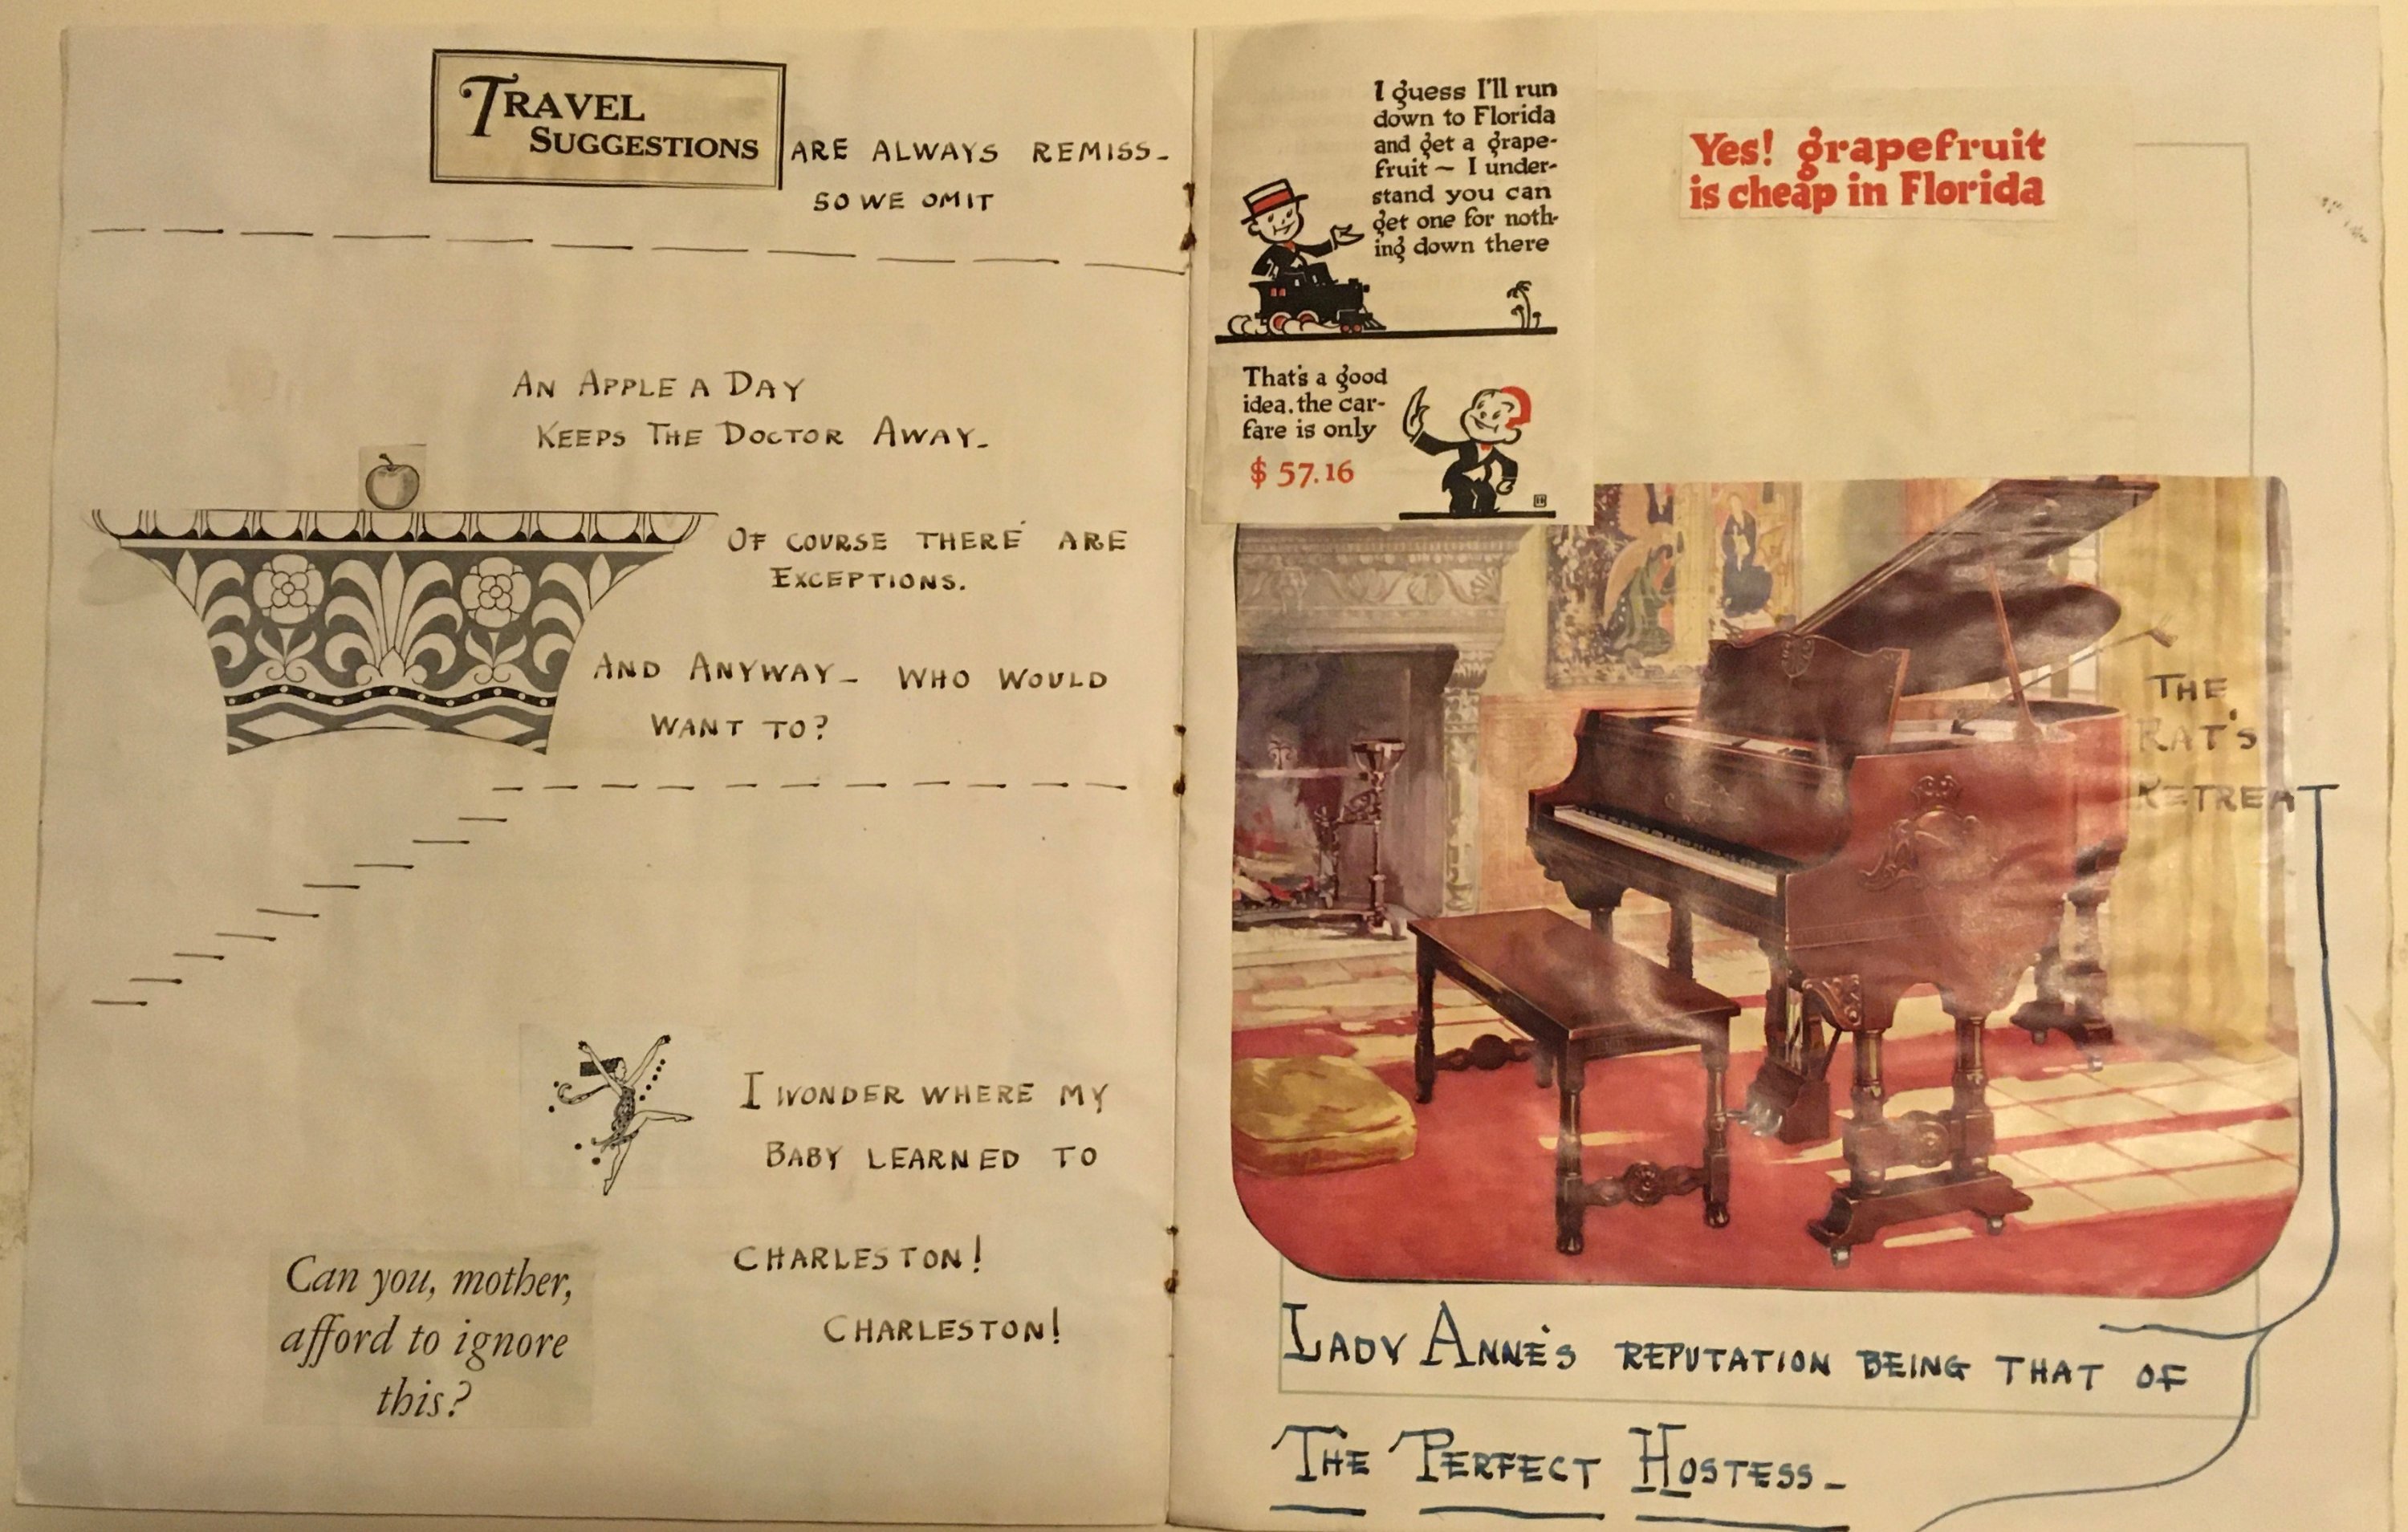 TRAVEL
SUGGESTIONS
ARE ALWAYS REMISS-
SO WE OMIT
AN APPLE A DAY
KEEPS THE DOCTOR AWAY-
OF COURSE THERE ARE
EXCEPTIONS.
AND ANYWAY- WHO WOULD
WANT TO?
I WONDER WHERE MY
BABY LEARNED TO
CHARLESTON!
CHARLESTON!
Can you, mother,
afford to ignore
this?
I guess I'll run
down to Florida
and get a grape-
fruit - I under-
stand you can
get one for noth-
ing down there
That's a good
idea. the car-
fare is only
$ 57.16
Yes! grapefruit
is cheap in Florida
THE
RAT'S
RETREAT
LADY ANNE'S REPUTATION BEING THAT OF
THE PERFECT HOSTESS-